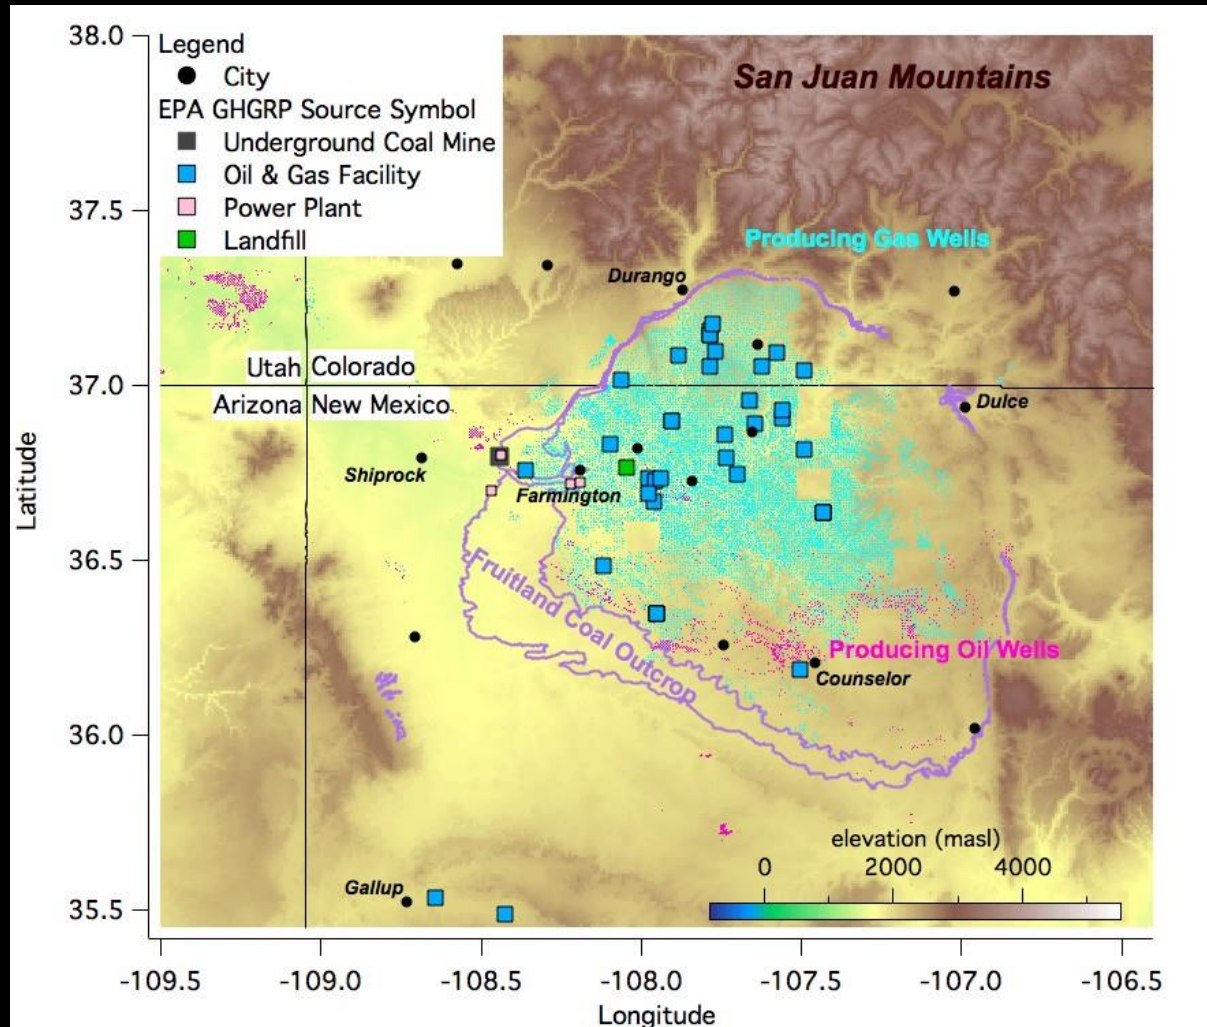 38.0
37.5
37.0
36.5
36.0
35.5
Latitude
Legend
City
EPA GHGRP Source Symbol
Underground Coal Mine
Oil & Gas Facility
Power Plant
Landfill
San Juan Mountains
Producing Gas Wells
Durango
Utah Colorado
Arizona New Mexico
Dulce
Shiprock
Farmington
Fruitland Coal Outcrop
Producing Oil Wells
Counselor
elevation (masl)
0 2000 4000
Gallup
-109.5 -109.0 -108.5 -108.0 -107.5 -107.0 -106.5
Longitude